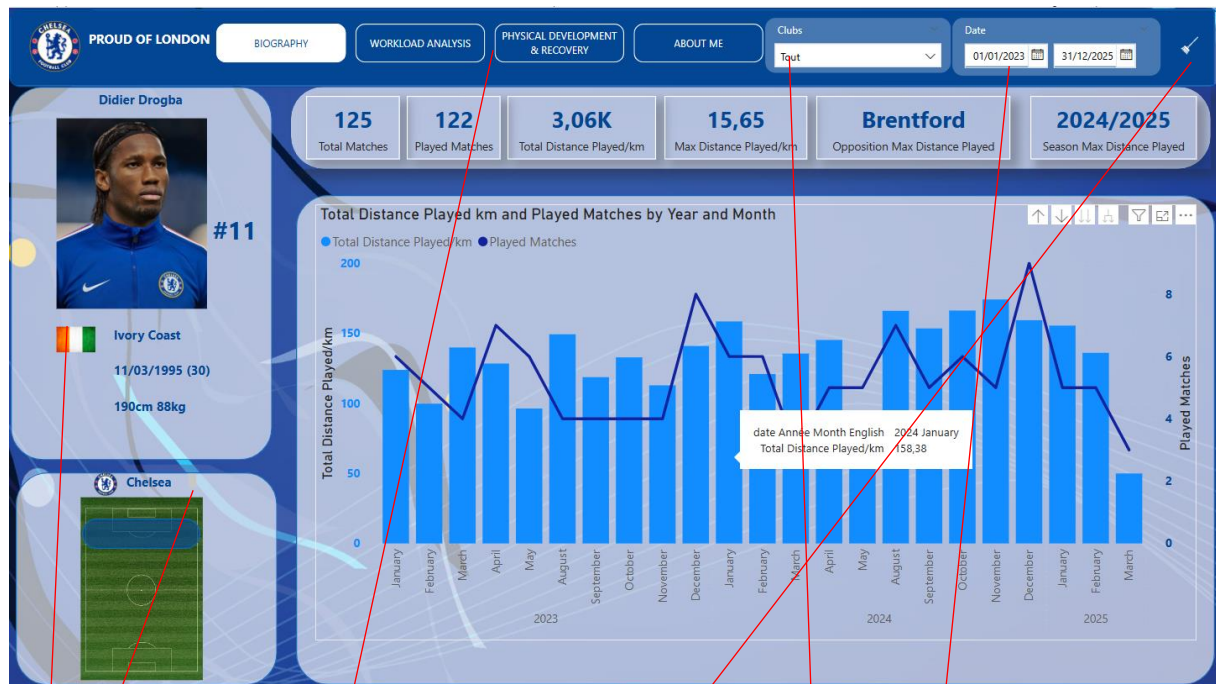 CHELSEA
FOOTBALL CLUB
PROUD OF LONDON
BIOGRAPHY
WORKLOAD ANALYSIS
PHYSICAL DEVELOPMENT
& RECOVERY
ABOUT ME
Clubs
Tout
Date
01/01/2023
31/12/2025
Didier Drogba
#11
Ivory Coast
11/03/1995 (30)
190cm 88kg
Chelsea
125
Total Matches
122
Played Matches
3,06K
Total Distance Played/km
15,65
Max Distance Played/km
Brentford
Opposition Max Distance Played
2024/2025
Season Max Distance Played
Total Distance Played km and Played Matches by Year and Month
Total Distance Played/km Played Matches
Total Distance Played/km
200
150
100
50
0
8
6
4
2
0
Played Matches
date Année Month English 2024 January
Total Distance Played/km 158,38
January
February
March
April
May
August
September
October
November
December
January
February
March
April
May
August
September
October
November
December
January
February
March
2023
2024
2025